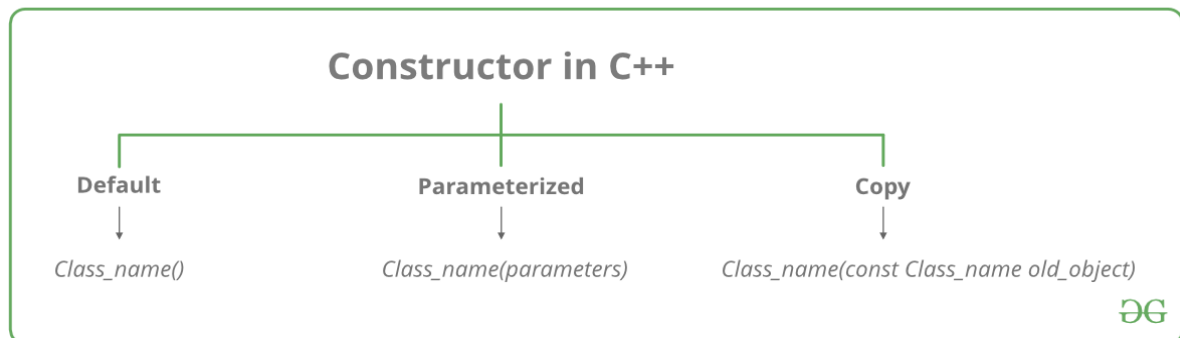 Constructor in C++
Default
Parameterized
Copy
Class_name()
Class_name(parameters)
Class_name(const Class_name old_object)